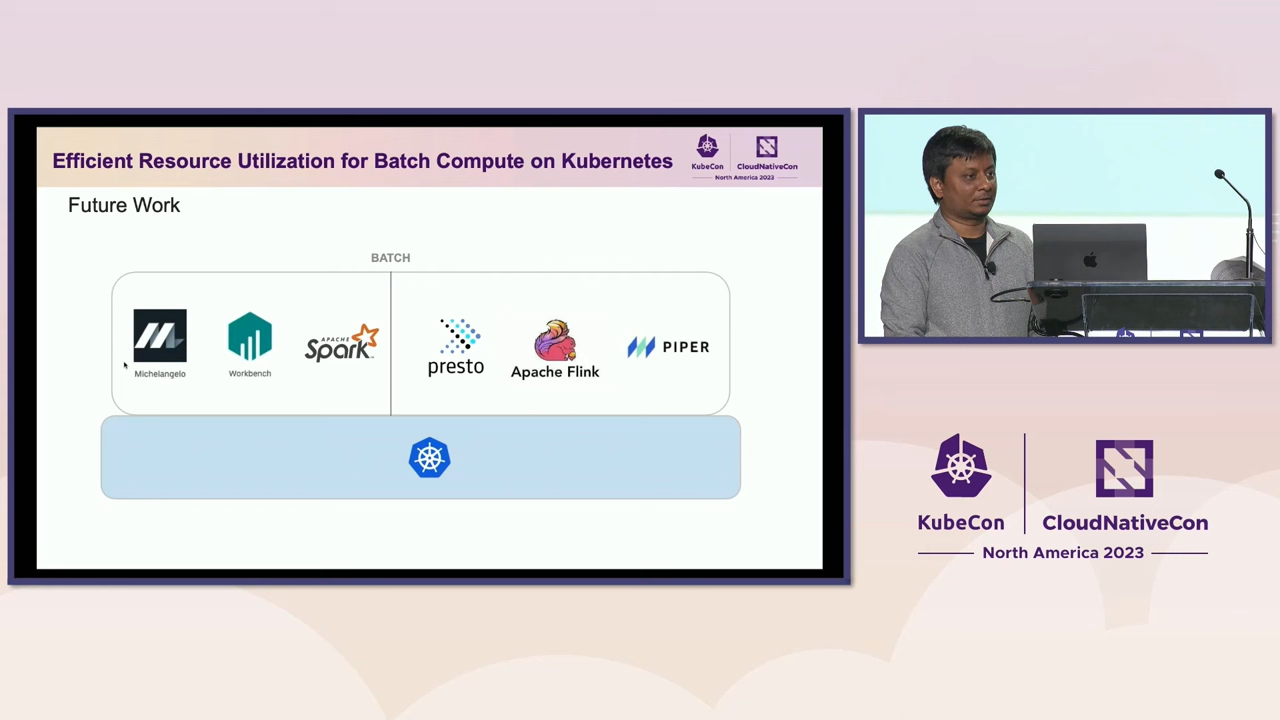 Efficient Resource Utilization for Batch Compute on Kubernetes
KubeCon
CloudNativeCon
North America 2023
Future Work
BATCH
Michelangelo
Workbench
APACHE
Spark
presto
Apache Flink
PIPER
KubeCon
CloudNativeCon
North America 2023